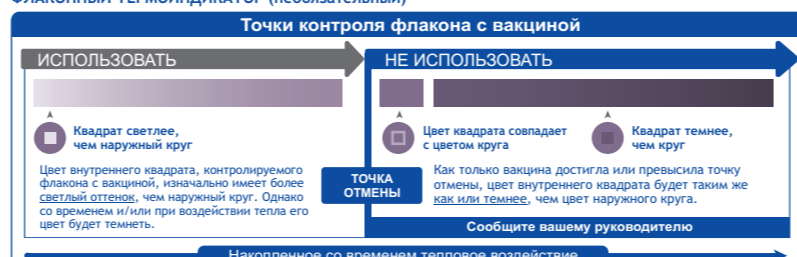 ФЛАКОННЫЙ ТЕРМОИНДИКАТОР (необязательный)
Точки контроля флакона с вакциной
ИСПОЛЬЗОВАТЬ
НЕ ИСПОЛЬЗОВАТЬ
Квадрат светлее,
чем наружный круг
Цвет квадрата совпадает
с цветом круга
Квадрат темнее,
чем круг
Цвет внутреннего квадрата, контролируемого
флакона с вакциной, изначально имеет более
светлый оттенок, чем наружный круг. Однако
со временем и/или при воздействии тепла его
цвет будет темнеть.
ТОЧКА
ОТМЕНЫ
Как только вакцина достигла или превысила точку
отмены, цвет внутреннего квадрата будет таким же
как или темнее, чем цвет наружного круга.
Сообщите вашему руководителю
Накопленное со временем тепловое воздействие